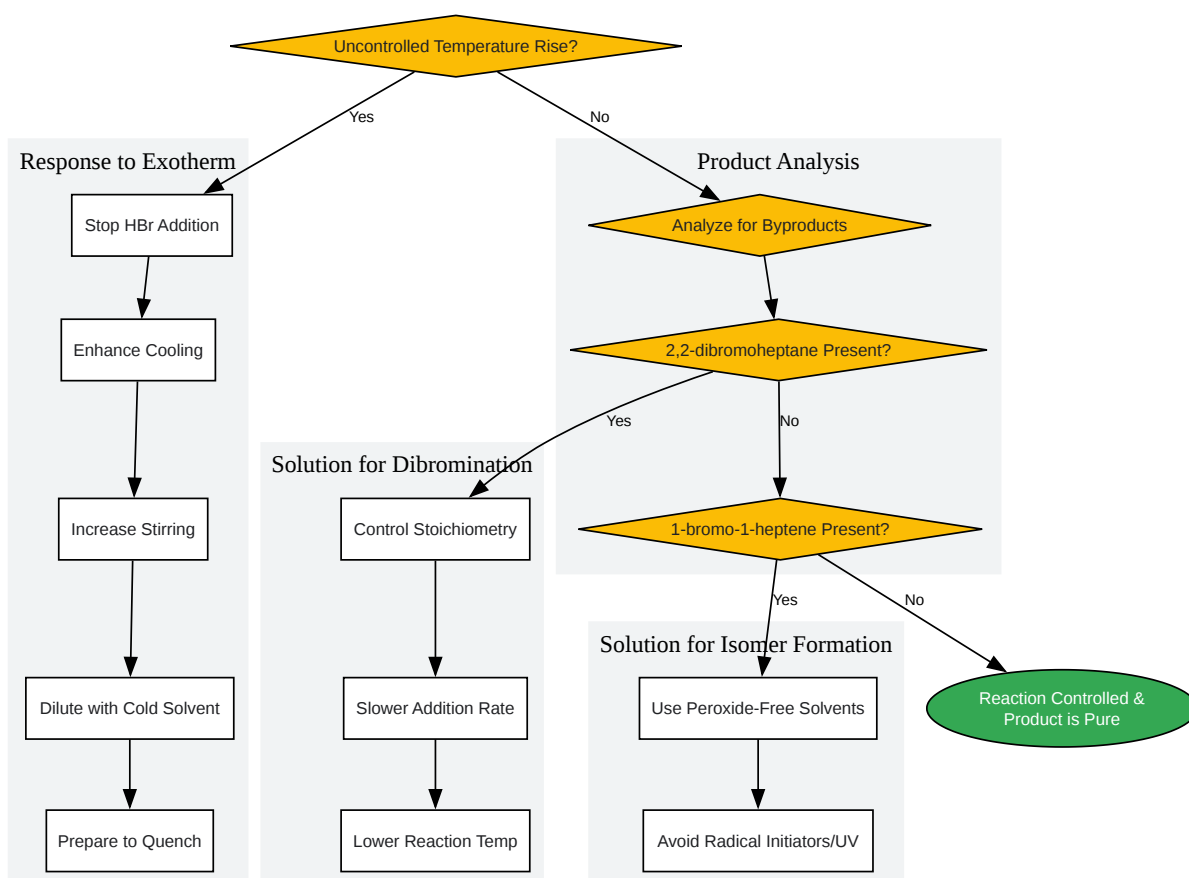 Uncontrolled Temperature Rise?
Yes
No
Response to Exotherm
Product Analysis
Stop HBr Addition
Analyze for Byproducts
Enhance Cooling
2,2-dibromoheptane Present?
Yes
No
Solution for Dibromination
Increase Stirring
Control Stoichiometry
1-bromo-1-heptene Present?
Yes
No
Solution for Isomer Formation
Dilute with Cold Solvent
Slower Addition Rate
Use Peroxide-Free Solvents
Reaction Controlled &
Product is Pure
Prepare to Quench
Lower Reaction Temp
Avoid Radical Initiators/UV